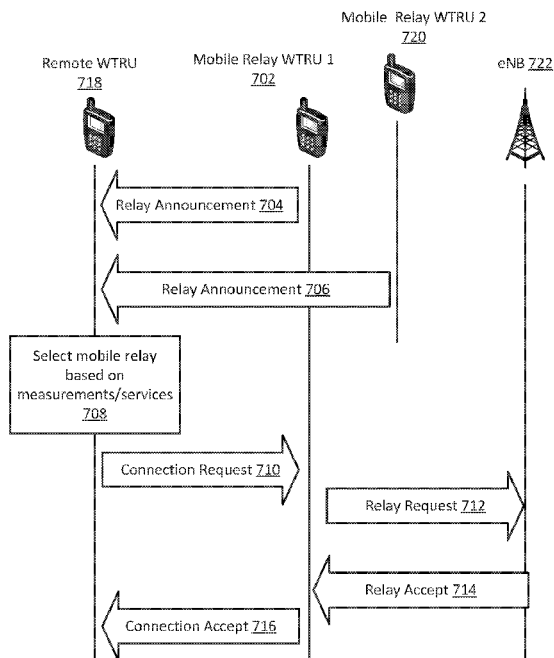 Mobile Relay WTRU 2
720
Remote WTRU
718
Mobile Relay WTRU 1
702
eNB 722
Relay Announcement 704
Relay Announcement 706
Select mobile relay
based on
measurements/services
708
Connection Request 710
Relay Request 712
Relay Accept 714
Connection Accept 716